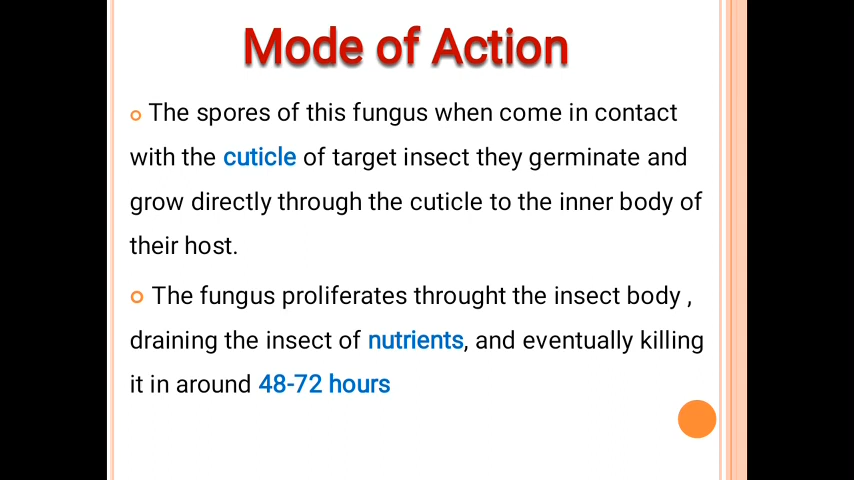 Mode of Action
The spores of this fungus when come in contact
with the cuticle of target insect they germinate and
grow directly through the cuticle to the inner body of
their host.
The fungus proliferates throught the insect body ,
draining the insect of nutrients, and eventually killing
it in around 48-72 hours